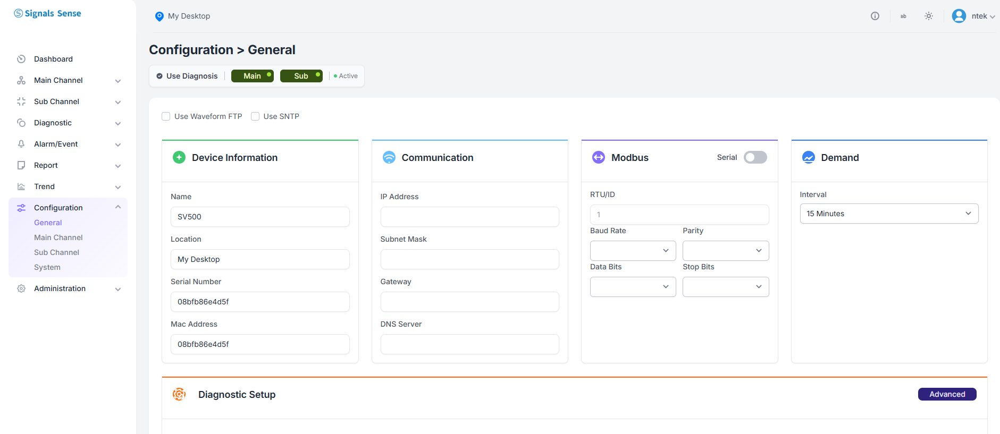 Signals Sense
My Desktop
ab
ntek
Dashboard
Main Channel
Sub Channel
Diagnostic
Alarm/Event
Report
Trend
Configuration
General
Main Channel
Sub Channel
System
Administration
Configuration > General
Use Diagnosis
Main
Sub
Active
Use Waveform FTP
Use SNTP
Device Information
Name
SV500
Location
My Desktop
Serial Number
08bfb86e4d5f
Mac Address
08bfb86e4d5f
Communication
IP Address
Subnet Mask
Gateway
DNS Server
Modbus
Serial
RTU/ID
1
Baud Rate
Parity
Data Bits
Stop Bits
Demand
Interval
15 Minutes
Diagnostic Setup
Advanced